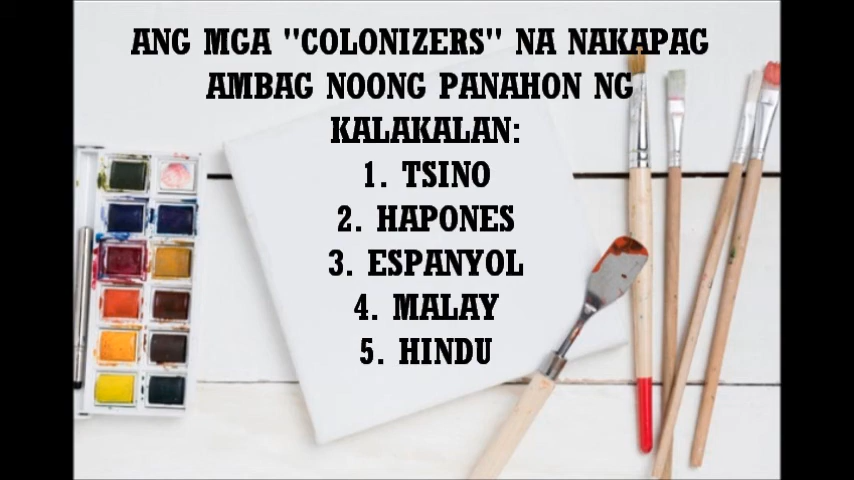 ANG MGA "COLONIZERS" NA NAKAPAG
AMBAG NOONG PANAHON NG
KALAKALAN:
1. TSINO
2. HAPONES
3. ESPANYOL
4. MALAY
5. HINDU